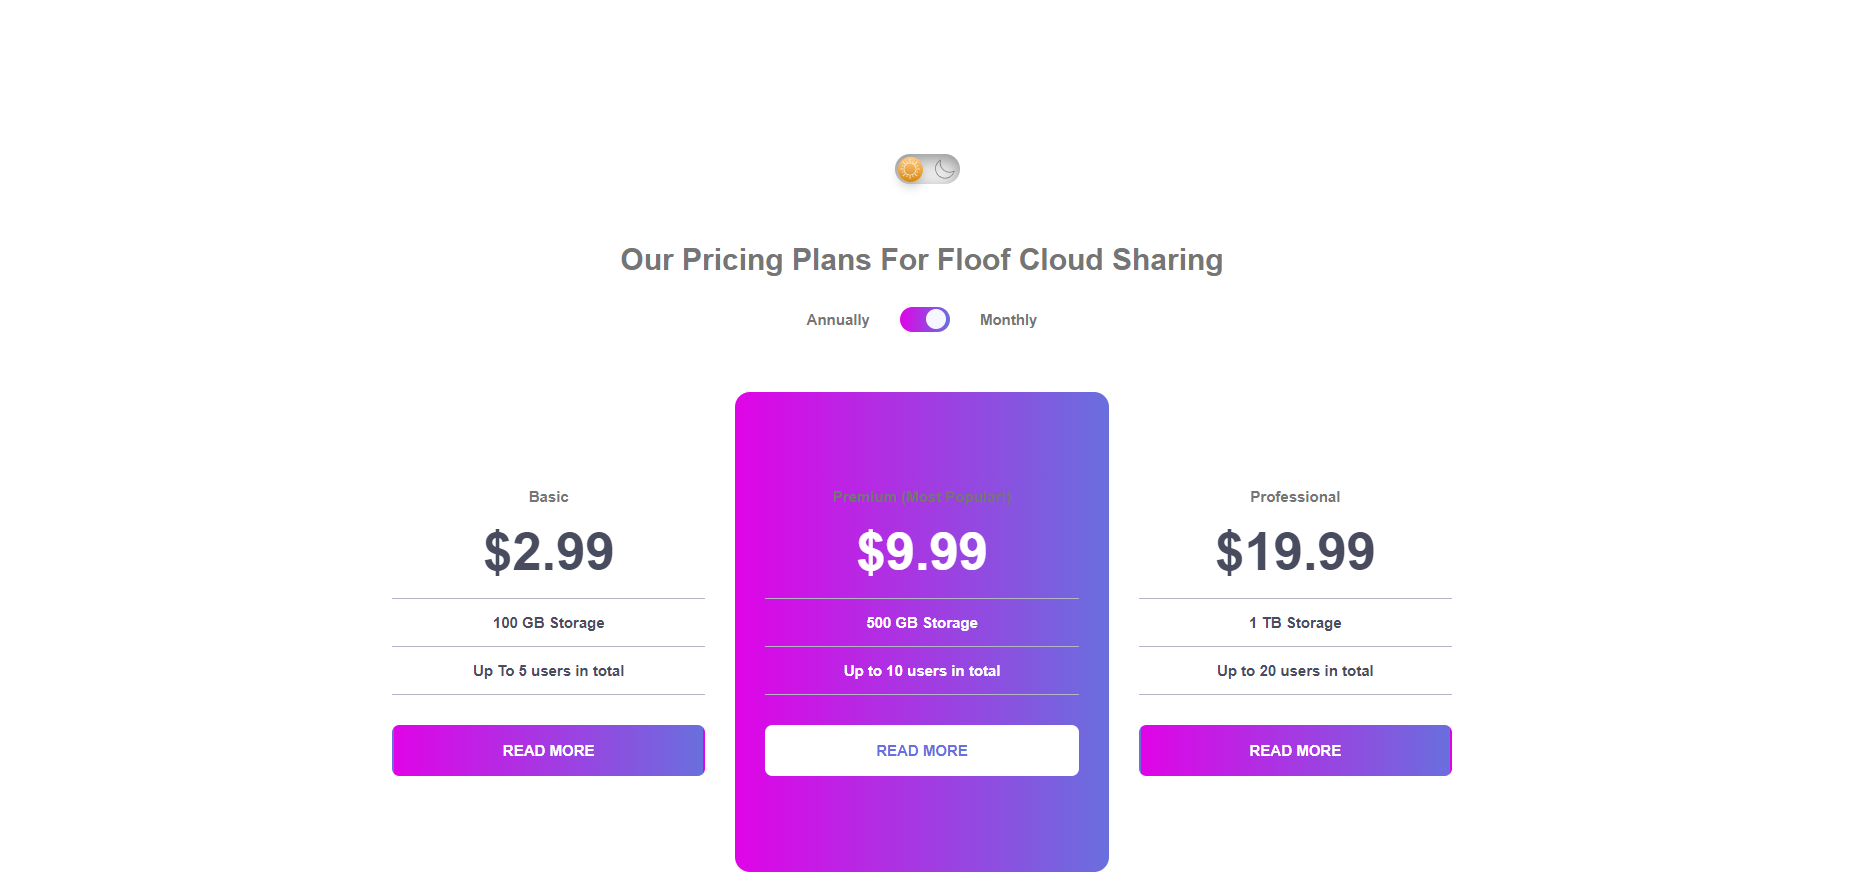 Our Pricing Plans For Floof Cloud Sharing
Annually
Monthly
Basic
$2.99
100 GB Storage
Up To 5 users in total
READ MORE
Premium (Most Popular!)
$9.99
500 GB Storage
Up to 10 users in total
READ MORE
Professional
$19.99
1 TB Storage
Up to 20 users in total
READ MORE